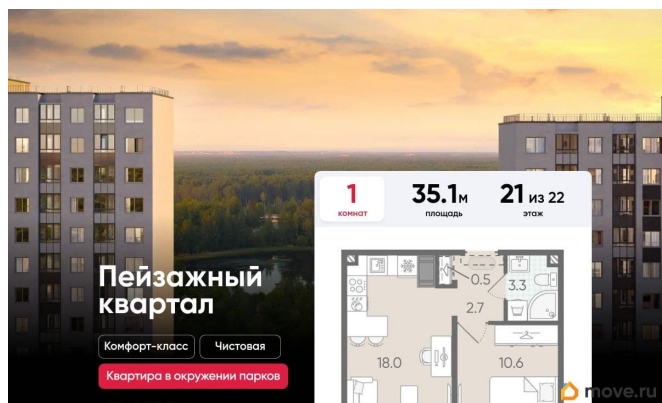 1
комнат
35.1м
площадь
21 из 22
этаж
Пейзажный
квартал
Комфорт-класс
Чистовая
Квартира в окружении парков
0.5
3.3
2.7
18.0
10.6
move.ru